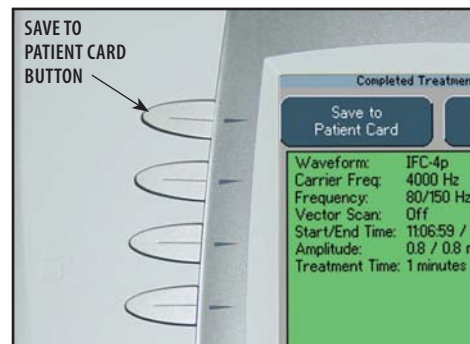 SAVE TO
PATIENT CARD
BUTTON
Completed Treatmen
Save to
Patient Card
Waveform: IFC-4p
Carrier Freq: 4000 Hz
Frequency: 80/150 Hz
Vector Scan: Off
Start/End Time: 11:06:59 /
Amplitude: 0.8 / 0.8 m
Treatment Time: 1 minutes